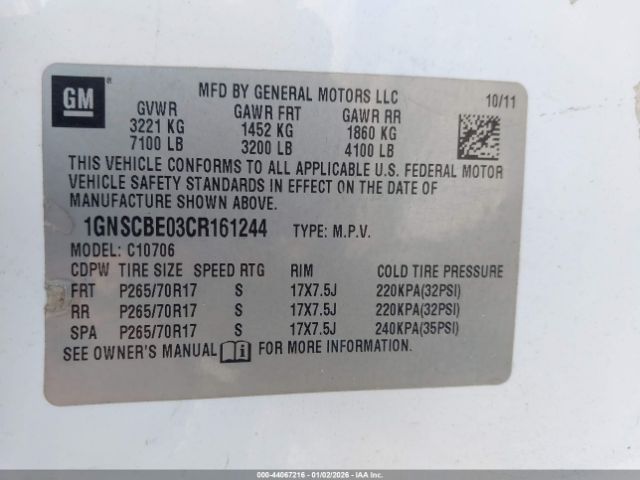 GM ®
MFD BY GENERAL MOTORS LLC 10/11
GVWR GAWR FRT GAWR RR
3221 KG 1452 KG 1860 KG
7100 LB 3200 LB 4100 LB
THIS VEHICLE CONFORMS TO ALL APPLICABLE U.S. FEDERAL MOTOR
VEHICLE SAFETY STANDARDS IN EFFECT ON THE DATE OF
MANUFACTURE SHOWN ABOVE.
1GNSCBE03CR161244 TYPE: M.P.V.
MODEL: C10706
CDPW TIRE SIZE SPEED RTG RIM COLD TIRE PRESSURE
FRT P265/70R17 S 17X7.5J 220KPA(32PSI)
RR P265/70R17 S 17X7.5J 220KPA(32PSI)
SPA P265/70R17 S 17X7.5J 240KPA(35PSI)
SEE OWNER'S MANUAL i FOR MORE INFORMATION.
000-44067216 - 01/02/2026 - IAA Inc.